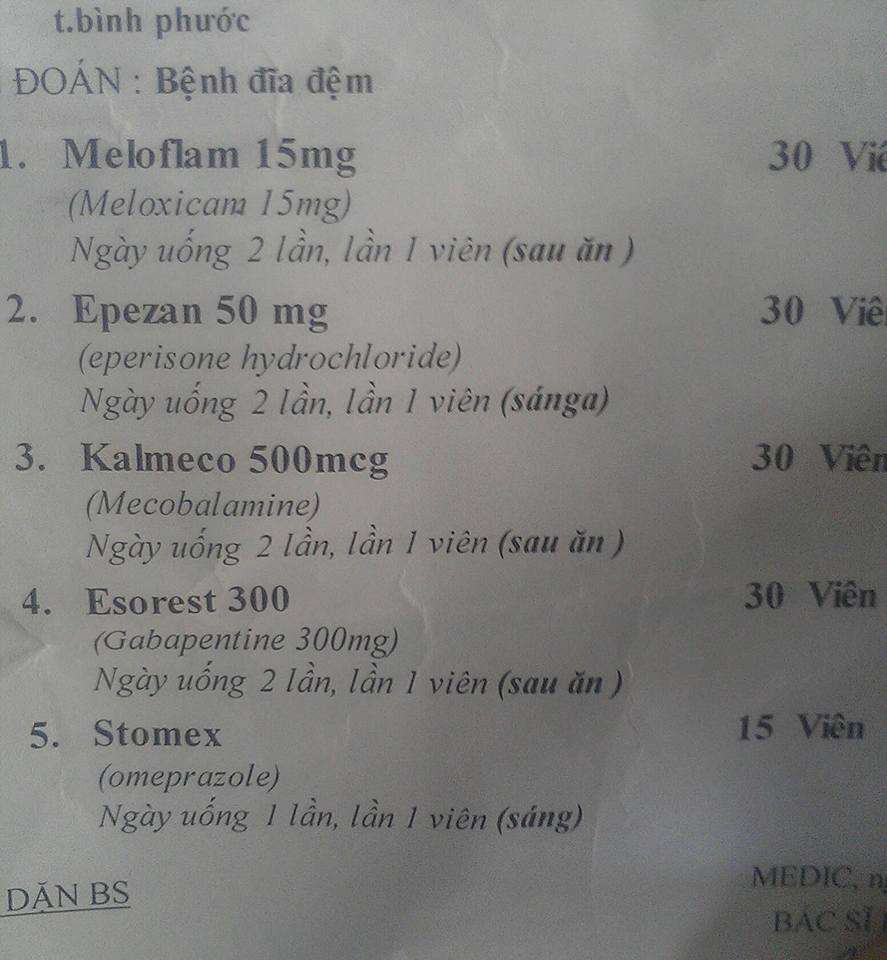 t.bình phước
ĐOÁN : Bệnh đĩa đệm
1. Meloflam 15mg 30 Viê
(Meloxicam 15mg)
Ngày uống 2 lần, lần 1 viên (sau ăn )
2. Epezan 50 mg 30 Viê
(eperisone hydrochloride)
Ngày uống 2 lần, lần 1 viên (sánga)
3. Kalmeco 500mcg 30 Viên
(Mecobalamine)
Ngày uống 2 lần, lần 1 viên (sau ăn )
4. Esorest 300 30 Viên
(Gabapentine 300mg)
Ngày uống 2 lần, lần 1 viên (sau ăn )
5. Stomex 15 Viên
(omeprazole)
Ngày uống 1 lần, lần 1 viên (sáng)
DẶN BS
MEDIC,
BÁC SĨ